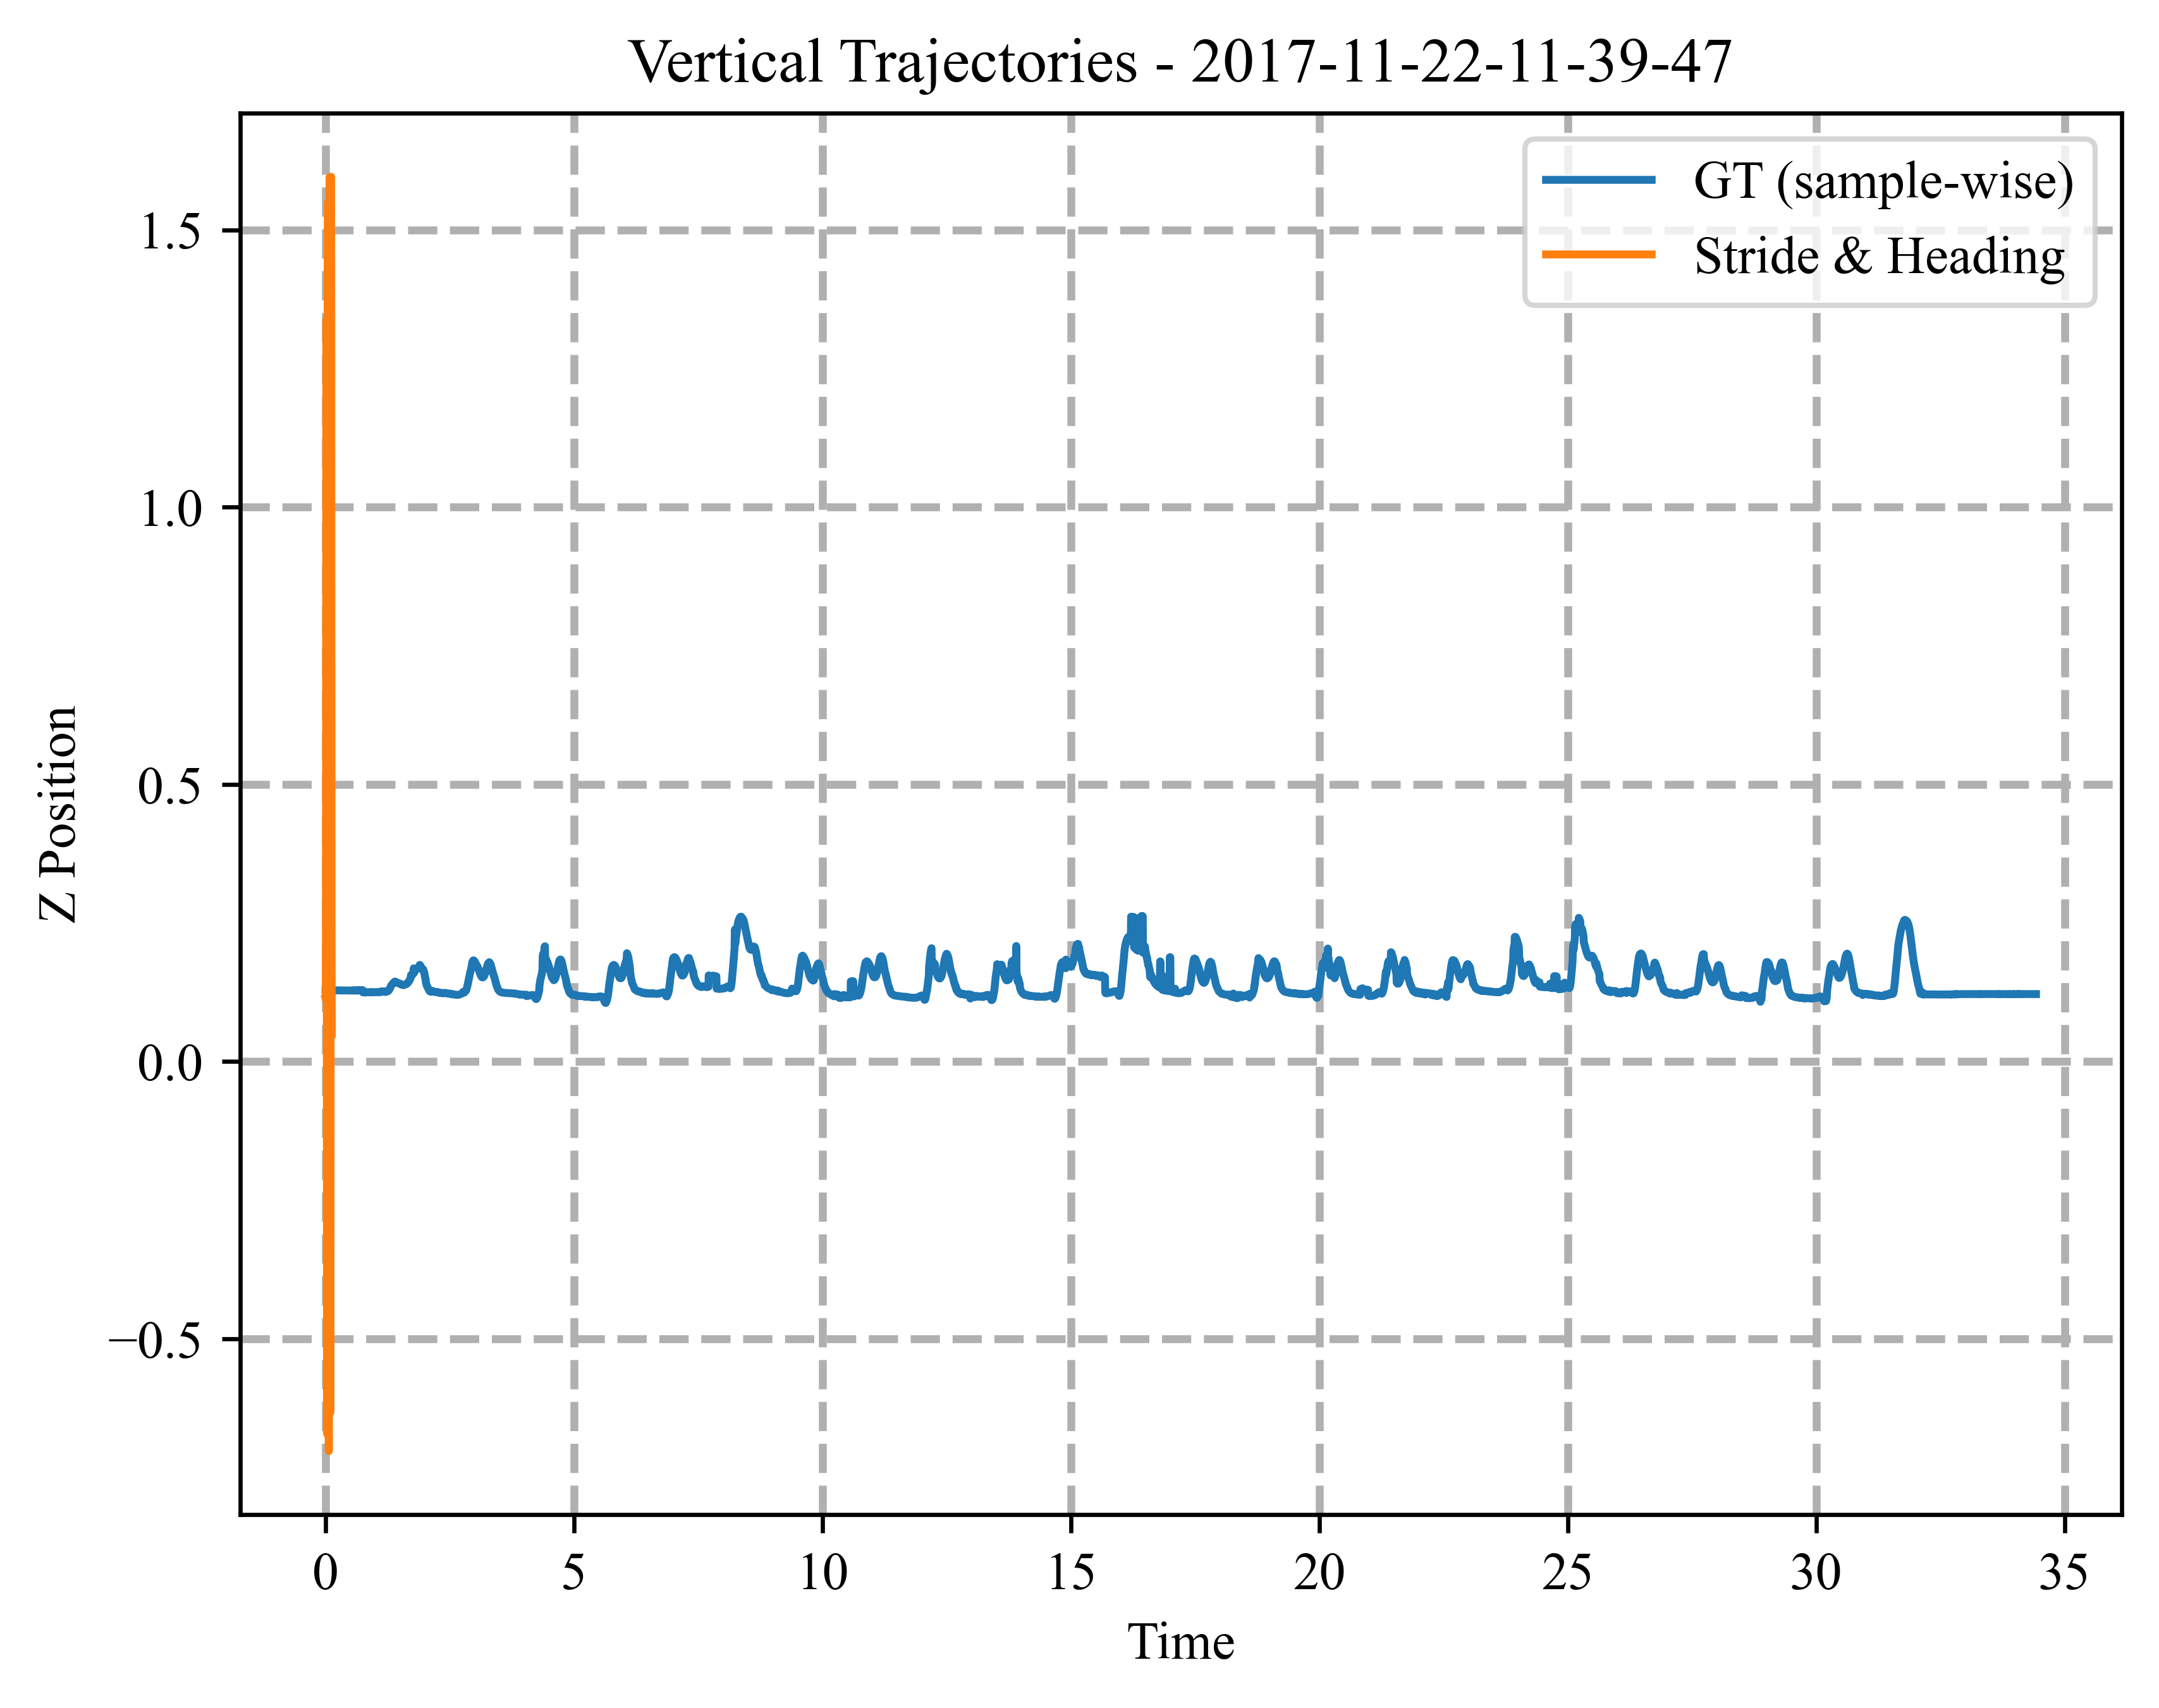 Vertical Trajectories - 2017-11-22-11-39-47
GT (sample-wise)
Stride & Heading
1.5
1.0
0.5
0.0
−0.5
Z Position
0 5 10 15 20 25 30 35
Time